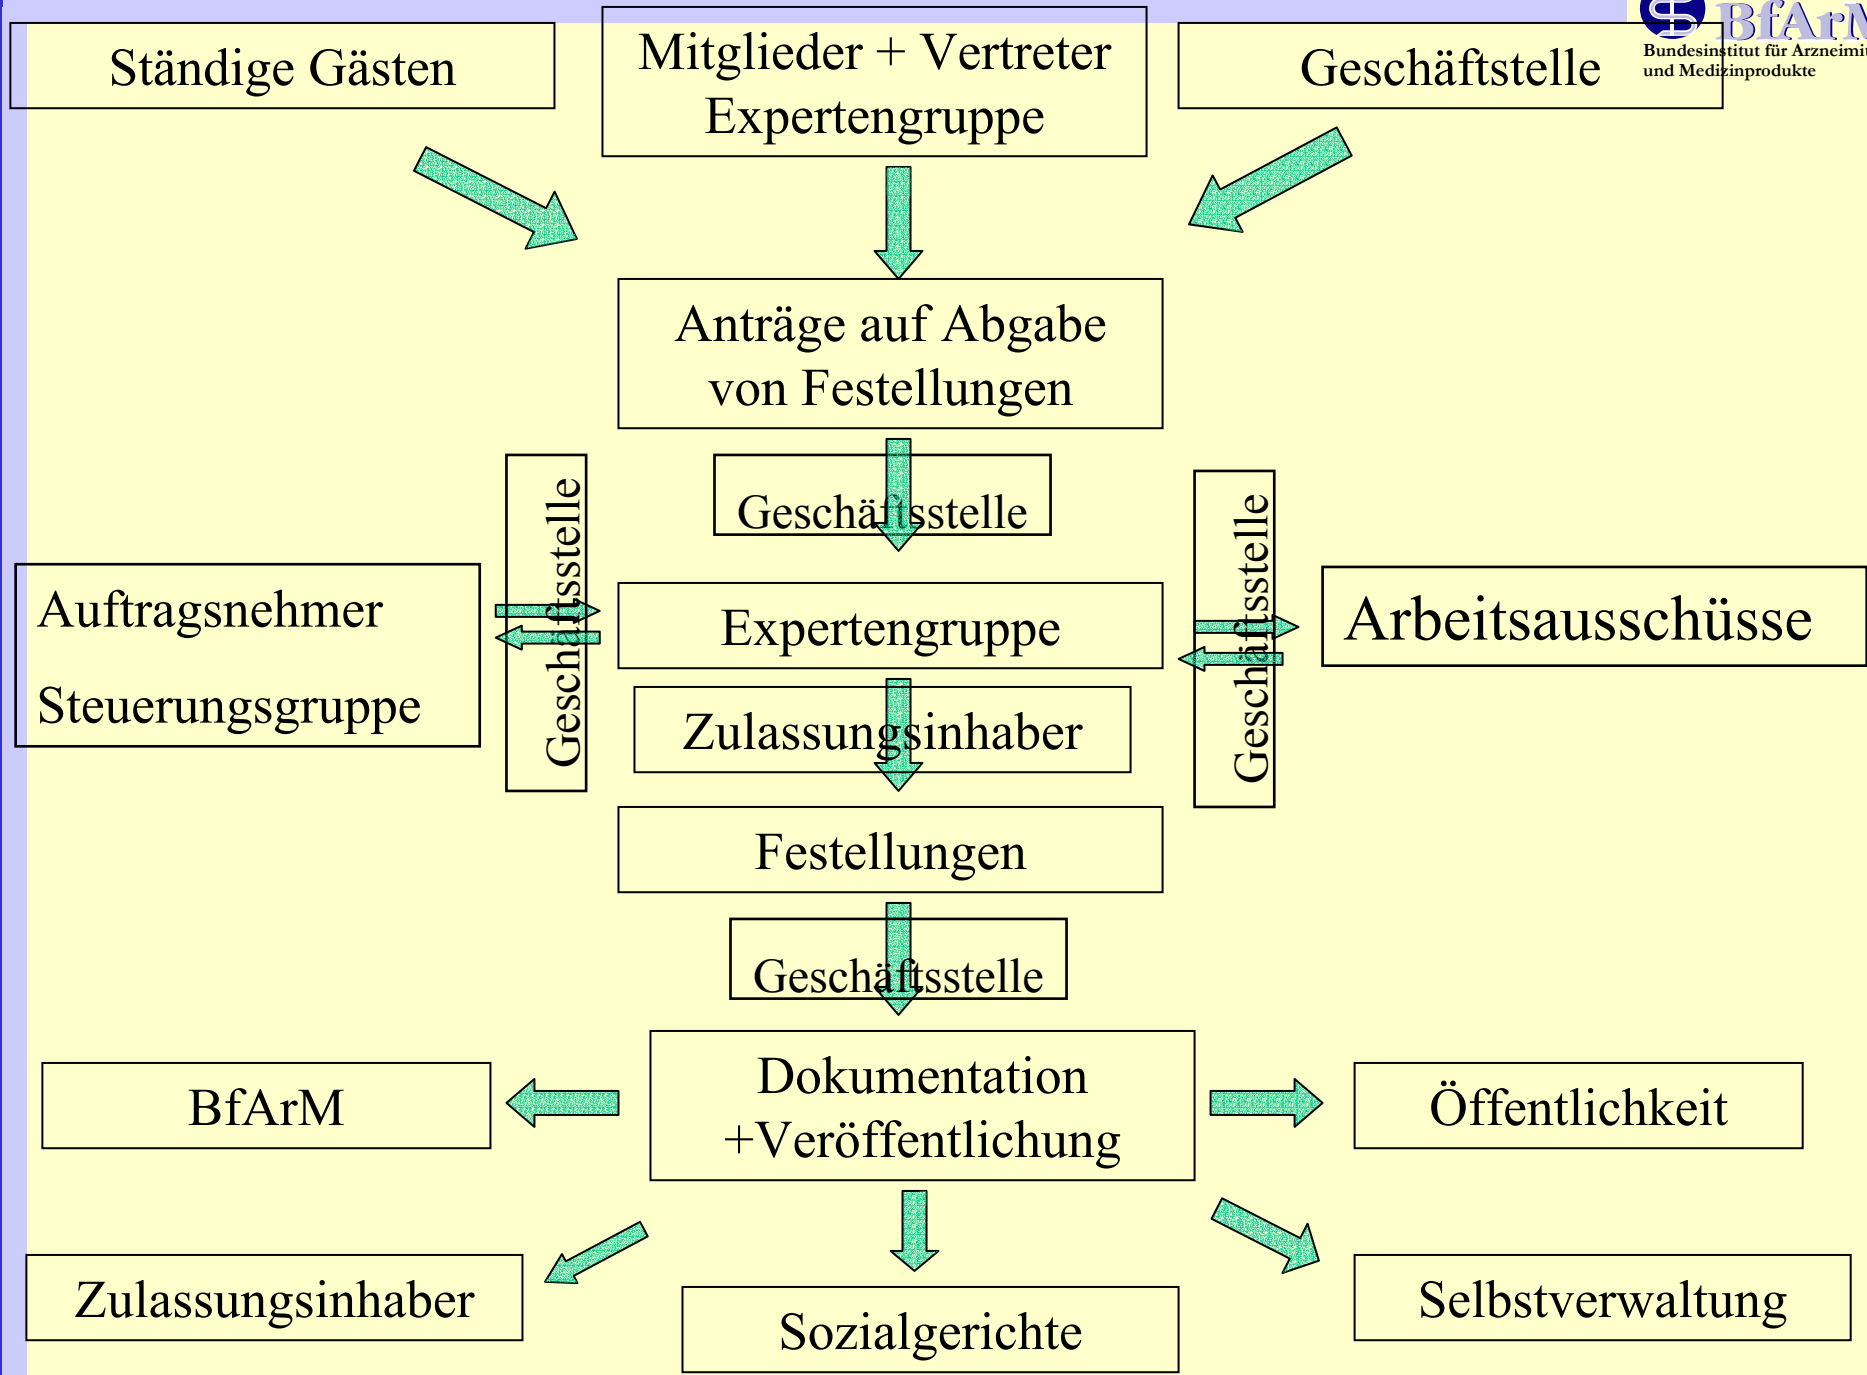 BfArM
Bundesinstitut für Arzneimit
und Medizinprodukte
Ständige Gästen
Mitglieder + Vertreter
Expertengruppe
Geschäftstelle
Anträge auf Abgabe
von Festellungen
Geschäftsstelle
Geschäftsstelle
Geschäftsstelle
Auftragsnehmer
Steuerungsgruppe
Expertengruppe
Arbeitsausschüsse
Zulassungsinhaber
Festellungen
Geschäftsstelle
Dokumentation
+Veröffentlichung
BfArM
Öffentlichkeit
Zulassungsinhaber
Sozialgerichte
Selbstverwaltung